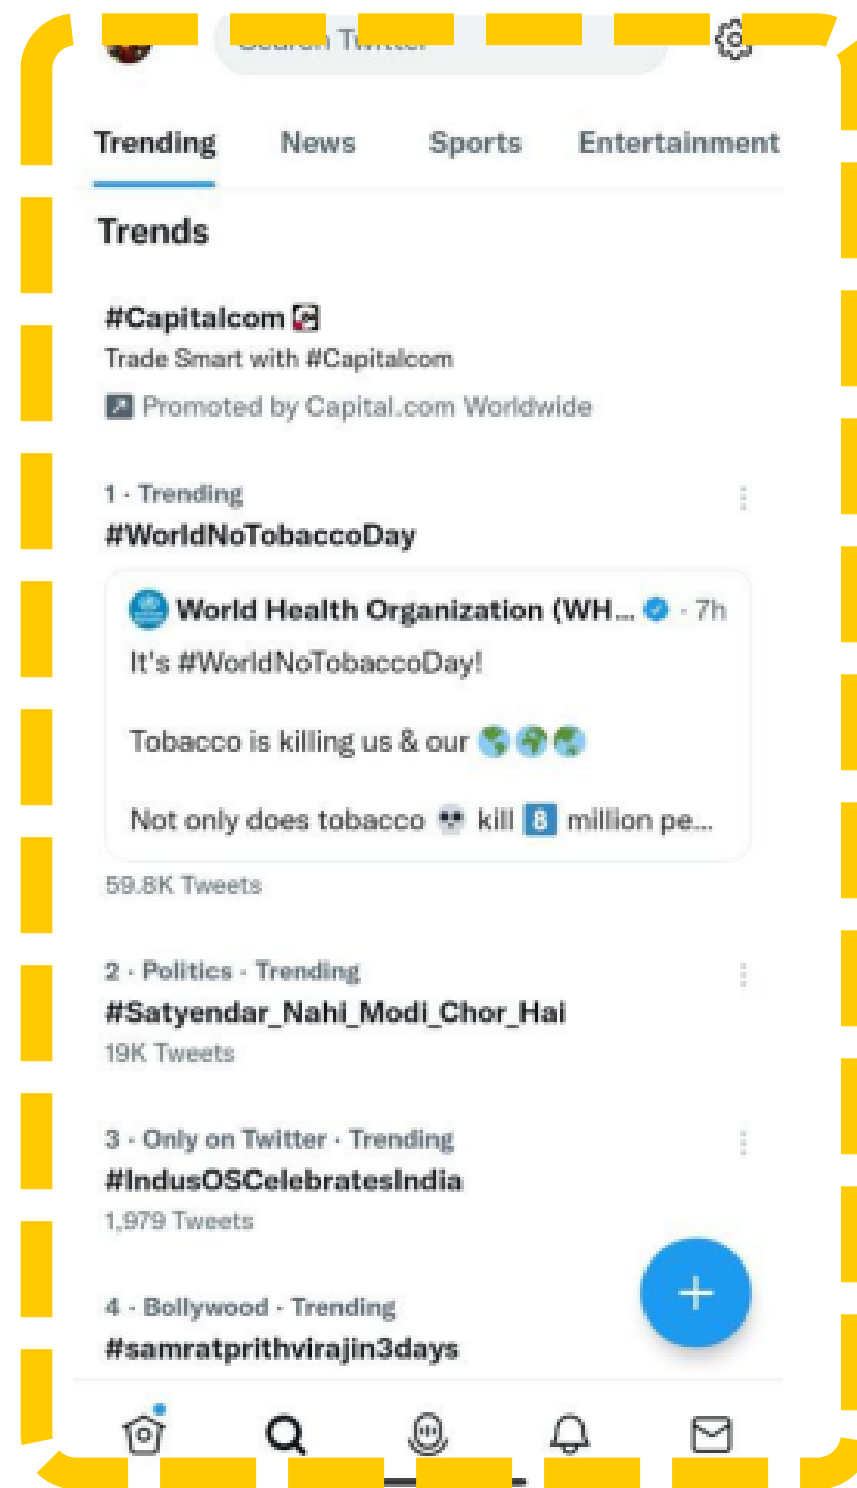 Search Twitter
Trending News Sports Entertainment
Trends
#Capitalcom
Trade Smart with #Capitalcom
Promoted by Capital.com Worldwide
1 · Trending
#WorldNoTobaccoDay
World Health Organization (WH... · 7h
It's #WorldNoTobaccoDay!
Tobacco is killing us & our 🌎🌍🌏
Not only does tobacco 💀 kill 8️⃣ million pe...
59.8K Tweets
2 · Politics · Trending
#Satyendar_Nahi_Modi_Chor_Hai
19K Tweets
3 · Only on Twitter · Trending
#IndusOSCelebratesIndia
1,979 Tweets
4 · Bollywood · Trending
#samratprithvirajin3days